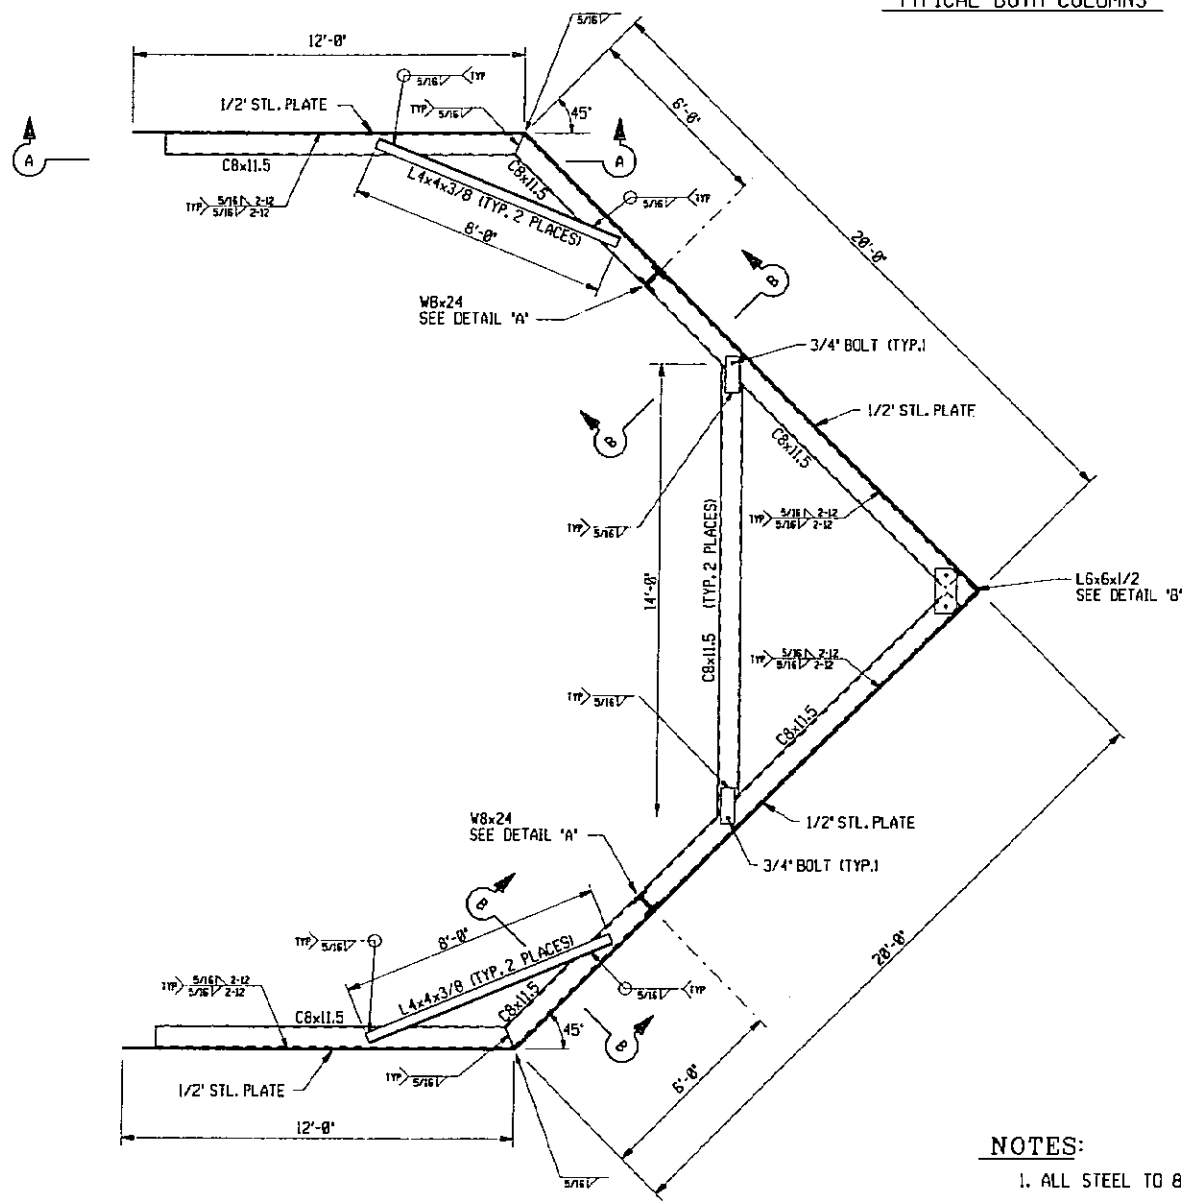 TYPICAL BOTH COLUMNS
5/16
12'-0"
5/16 TYP
TYP 5/16
45°
6'-0"
1/2" STL. PLATE
A
A
C8x11.5
C8x11.5
L4x4x3/8 (TYP. 2 PLACES)
5/16 TYP
TYP 5/16 2-12
5/16 2-12
8'-0"
20'-0"
B
W8x24
SEE DETAIL 'A'
3/4" BOLT (TYP.)
1/2" STL. PLATE
B
C8x11.5
TYP 5/16
TYP 5/16 2-12
5/16 2-12
14'-0"
C8x11.5 (TYP. 2 PLACES)
L6x6x1/2
SEE DETAIL 'B'
TYP 5/16 2-12
5/16 2-12
TYP 5/16
C8x11.5
W8x24
SEE DETAIL 'A'
1/2" STL. PLATE
3/4" BOLT (TYP.)
B
8'-0"
TYP 5/16
L4x4x3/8 (TYP. 2 PLACES)
20'-0"
TYP 5/16 2-12
5/16 2-12
5/16 TYP
C8x11.5
C8x11.5
45°
B
TYP 5/16
6'-0"
1/2" STL. PLATE
12'-0"
5/16
NOTES:
1. ALL STEEL TO B